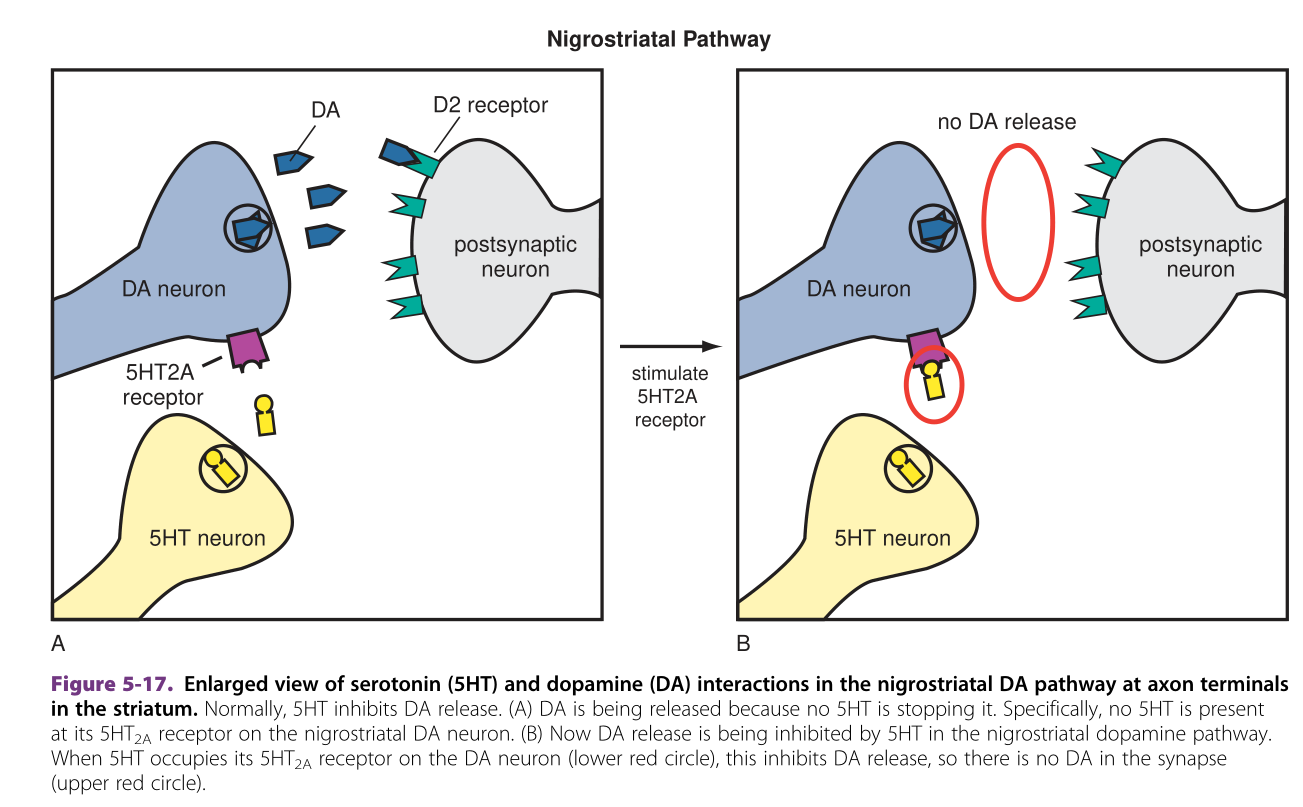 Nigrostriatal Pathway
DA
D2 receptor
DA neuron
postsynaptic
neuron
5HT2A
receptor
5HT neuron
A
stimulate
5HT2A
receptor
no DA release
DA neuron
postsynaptic
neuron
5HT neuron
B
Figure 5-17. Enlarged view of serotonin (5HT) and dopamine (DA) interactions in the nigrostriatal DA pathway at axon terminals
in the striatum. Normally, 5HT inhibits DA release. (A) DA is being released because no 5HT is stopping it. Specifically, no 5HT is present
at its 5HT2A receptor on the nigrostriatal DA neuron. (B) Now DA release is being inhibited by 5HT in the nigrostriatal dopamine pathway.
When 5HT occupies its 5HT2A receptor on the DA neuron (lower red circle), this inhibits DA release, so there is no DA in the synapse
(upper red circle).